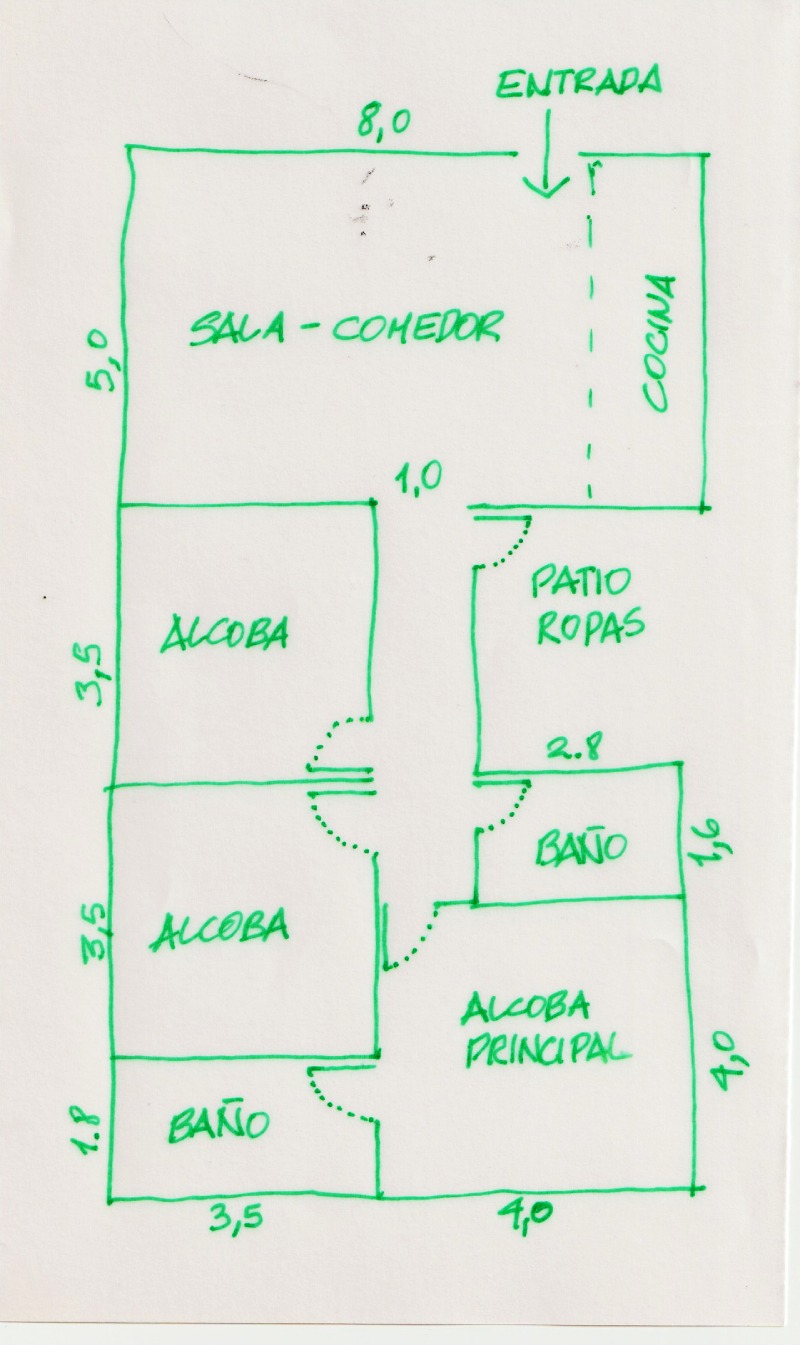 ENTRADA
8,0
SALA - COMEDOR
COCINA
5,0
1,0
ALCOBA
PATIO
ROPAS
3,5
2.8
BAÑO
1,6
ALCOBA
3,5
ALCOBA
PRINCIPAL
4,0
BAÑO
1.8
3,5
4,0